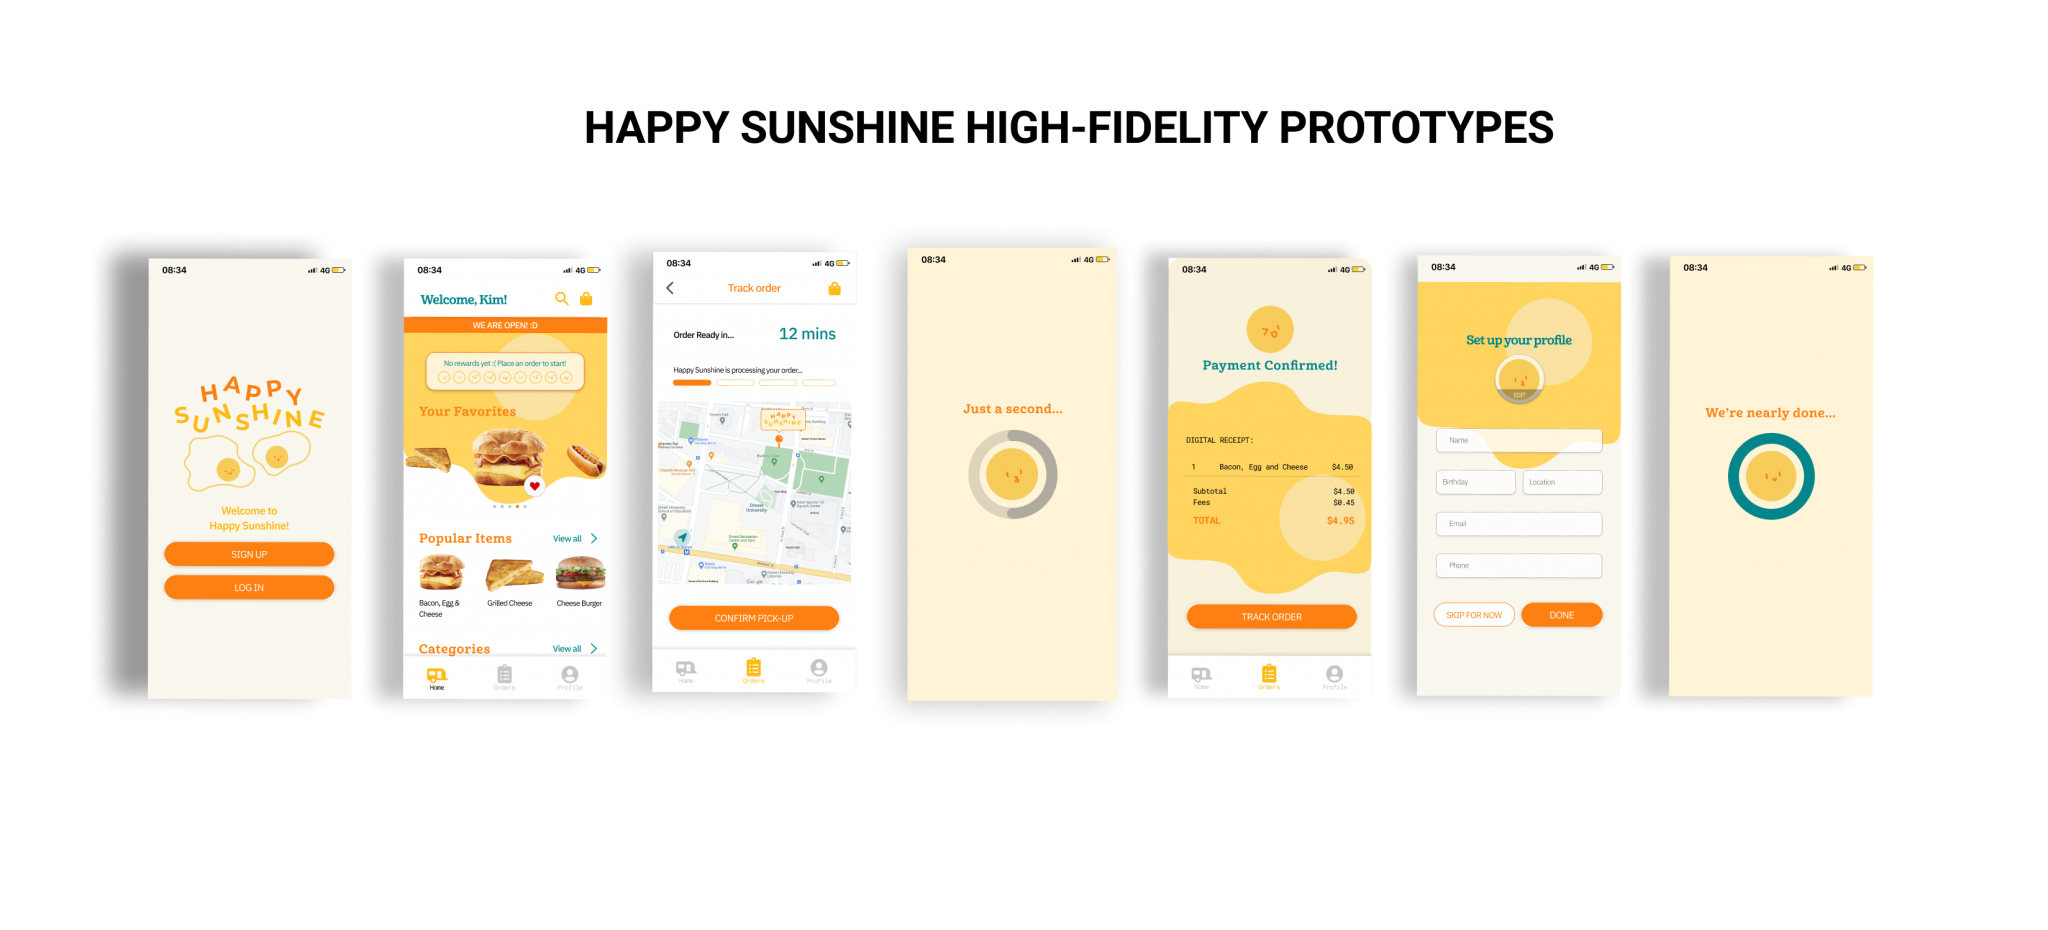 HAPPY SUNSHINE HIGH-FIDELITY PROTOTYPES
08:34
4G
HAPPY
SUNSHINE
Welcome to
Happy Sunshine!
SIGN UP
LOG IN
08:34
4G
Welcome, Kim!
WE ARE OPEN! :D
No rewards yet :( Place an order to start!
Your Favorites
Popular Items
View all
Bacon, Egg &
Cheese
Grilled Cheese
Cheese Burger
Categories
View all
Home
Orders
Profile
08:34
4G
Track order
Order Ready in...
12 mins
Happy Sunshine is processing your order...
HAPPY
SUNSHINE
Drexel
University
Google
CONFIRM PICK-UP
Home
Orders
Profile
08:34
4G
Just a second...
08:34
4G
Payment Confirmed!
DIGITAL RECEIPT:
1 Bacon, Egg and Cheese $4.50
Subtotal $4.50
Fees $0.45
TOTAL $4.95
TRACK ORDER
Home
Orders
Profile
08:34
4G
Set up your profile
EDIT
Name
Birthday
Location
Email
Phone
SKIP FOR NOW
DONE
08:34
4G
We're nearly done...